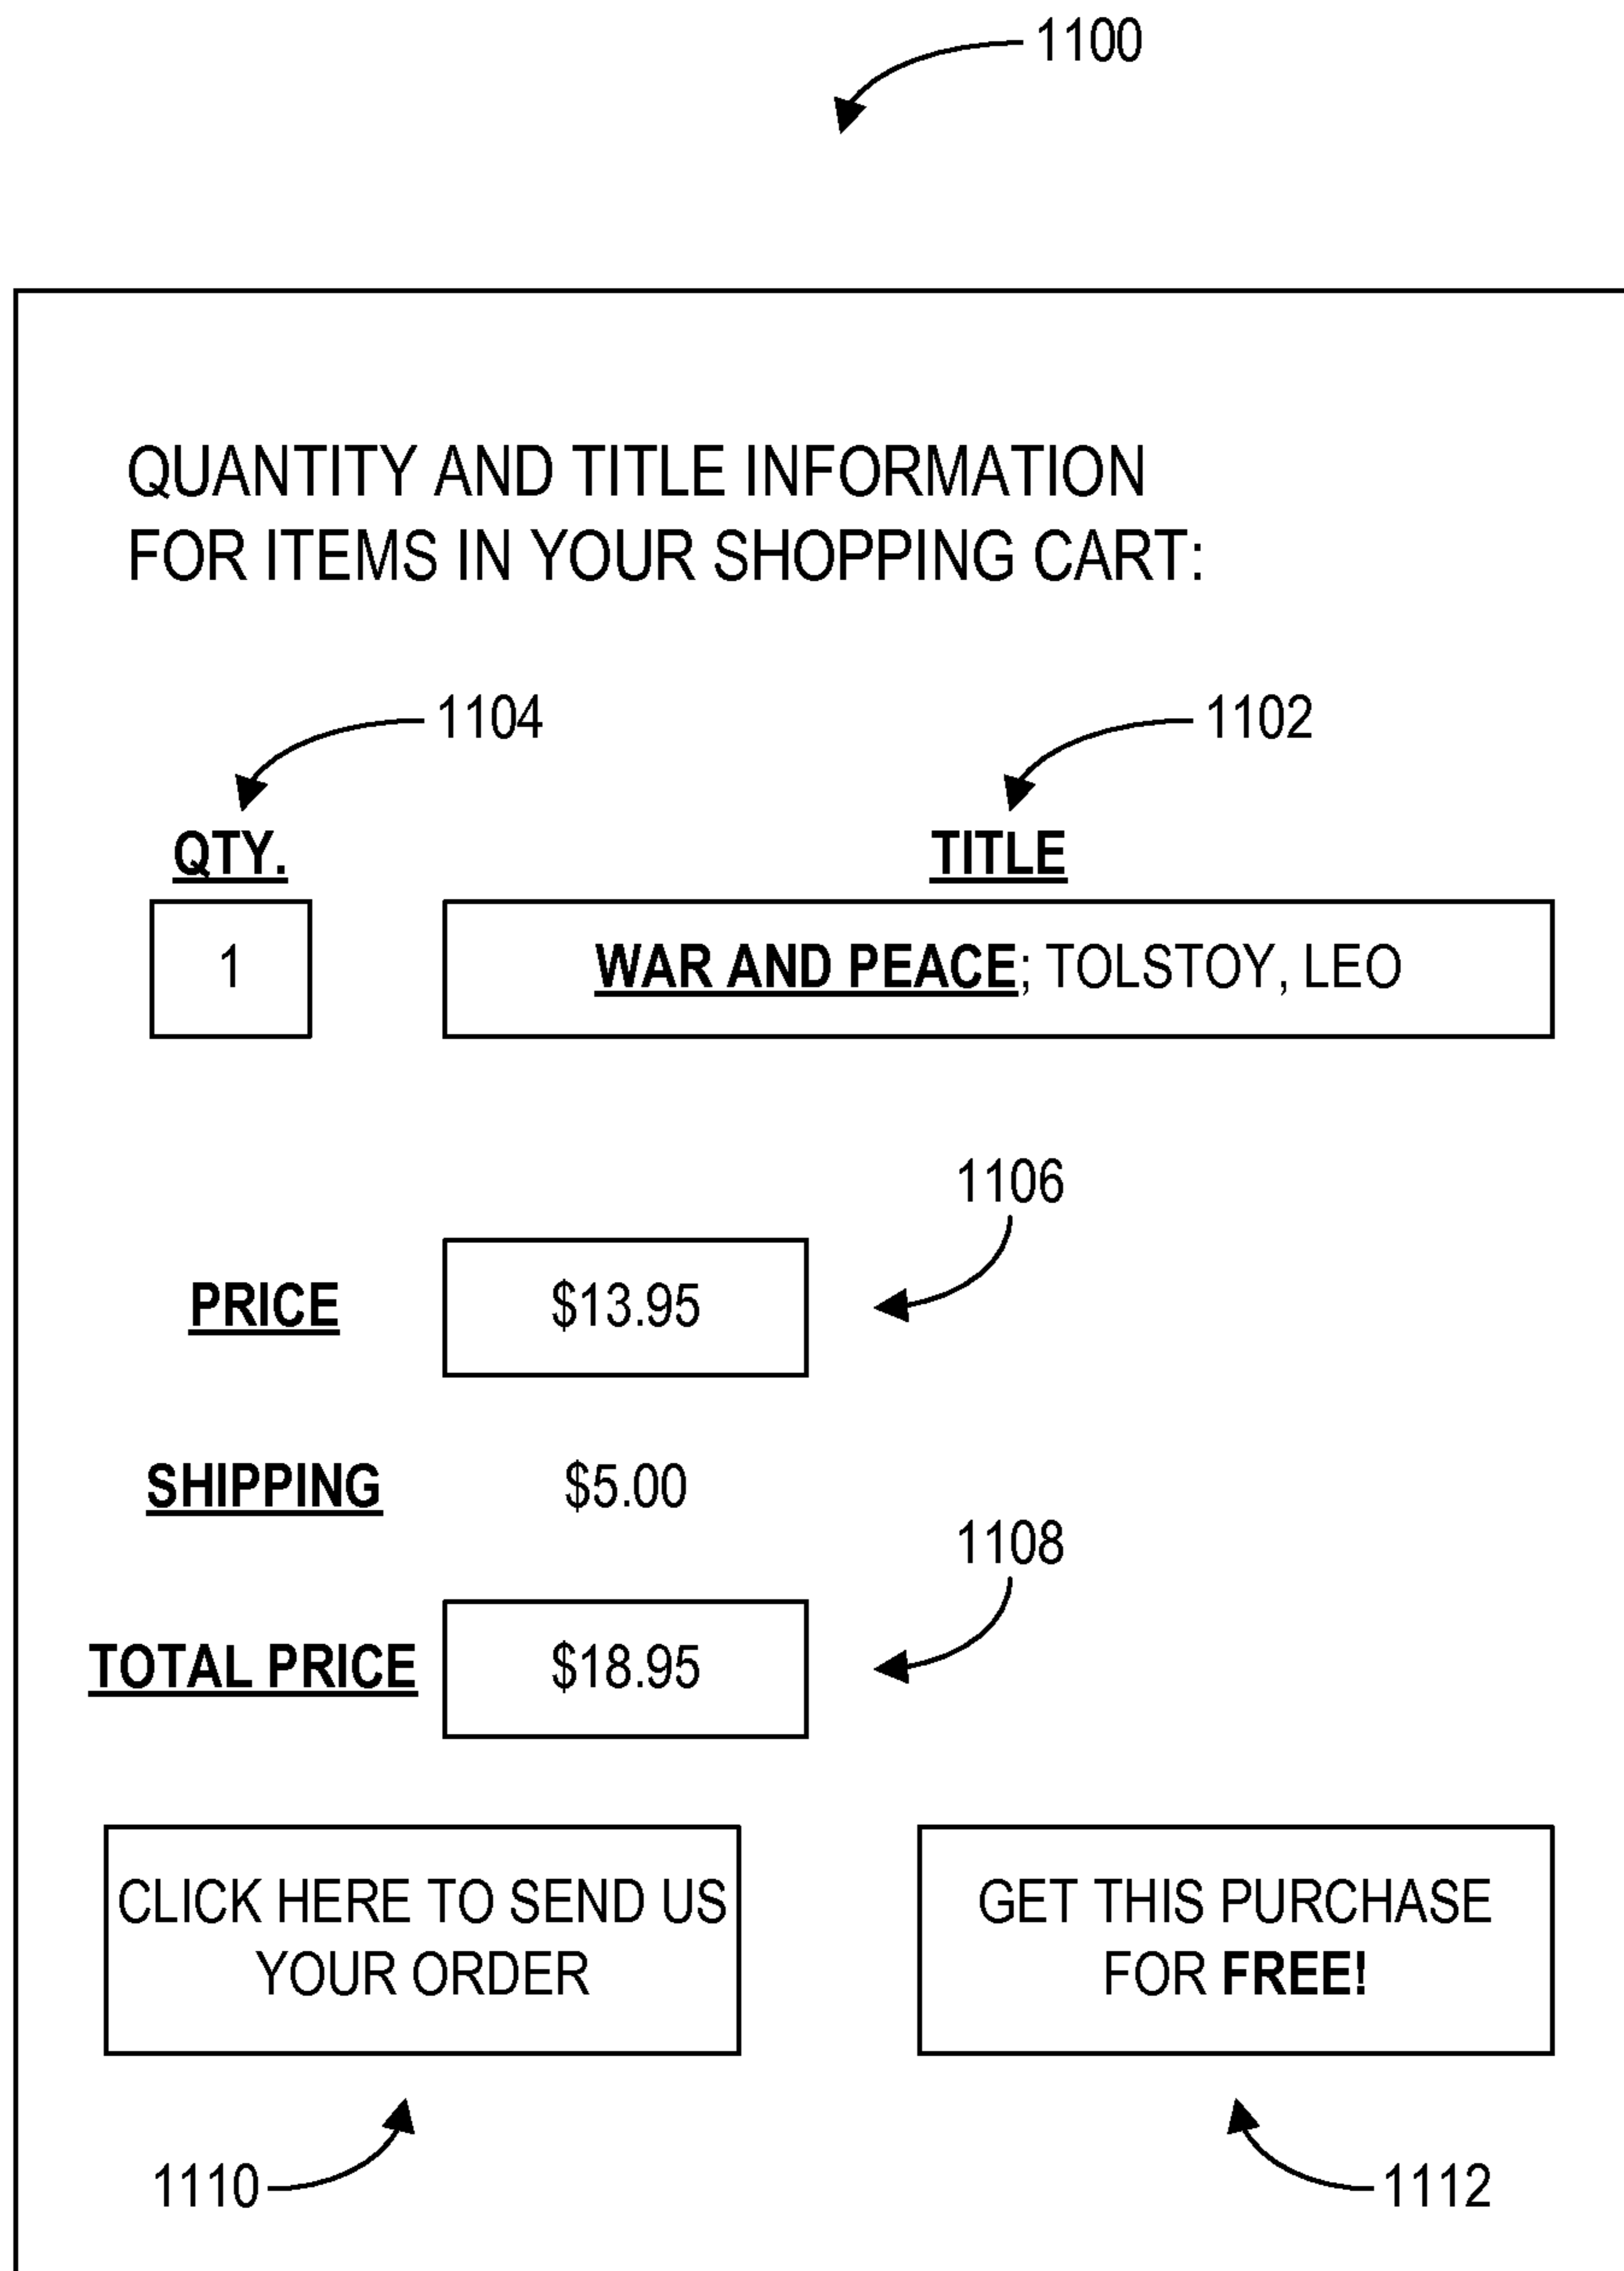 1100
QUANTITY AND TITLE INFORMATION
FOR ITEMS IN YOUR SHOPPING CART:
1104
1102
QTY.
TITLE
1
WAR AND PEACE; TOLSTOY, LEO
1106
PRICE
$13.95
SHIPPING
$5.00
1108
TOTAL PRICE
$18.95
CLICK HERE TO SEND US
YOUR ORDER
GET THIS PURCHASE
FOR FREE!
1110
1112